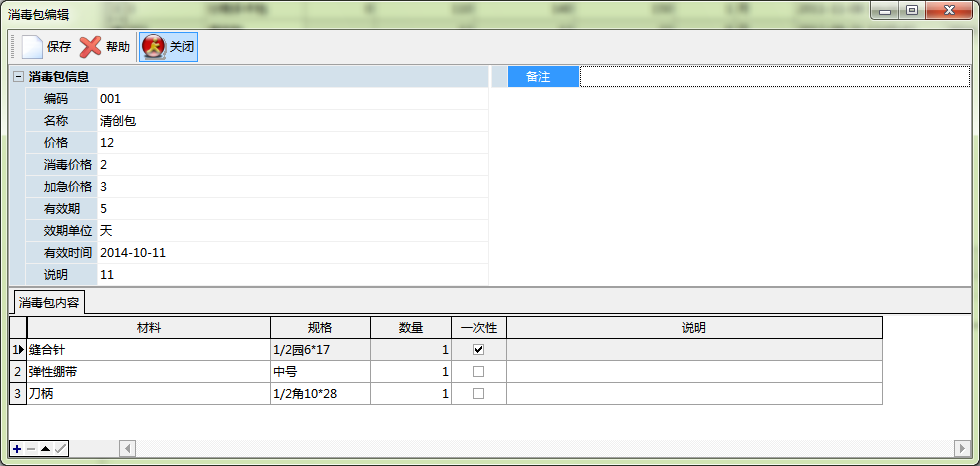 消毒包编辑
保存 帮助 关闭
消毒包信息 备注
编码 001
名称 清创包
价格 12
消毒价格 2
加急价格 3
有效期 5
效期单位 天
有效时间 2014-10-11
说明 11
消毒包内容
材料 规格 数量 一次性 说明
1 缝合针 1/2园6*17 1
2 弹性绷带 中号 1
3 刀柄 1/2角10*28 1